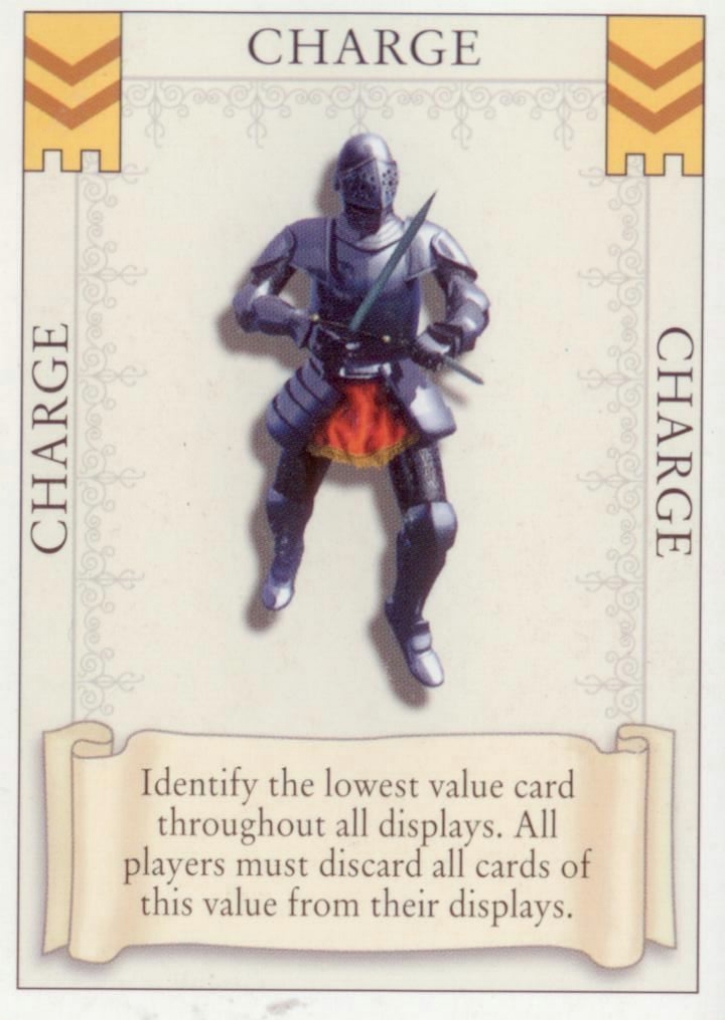 CHARGE
CHARGE
CHARGE
Identify the lowest value card
throughout all displays. All
players must discard all cards of
this value from their displays.